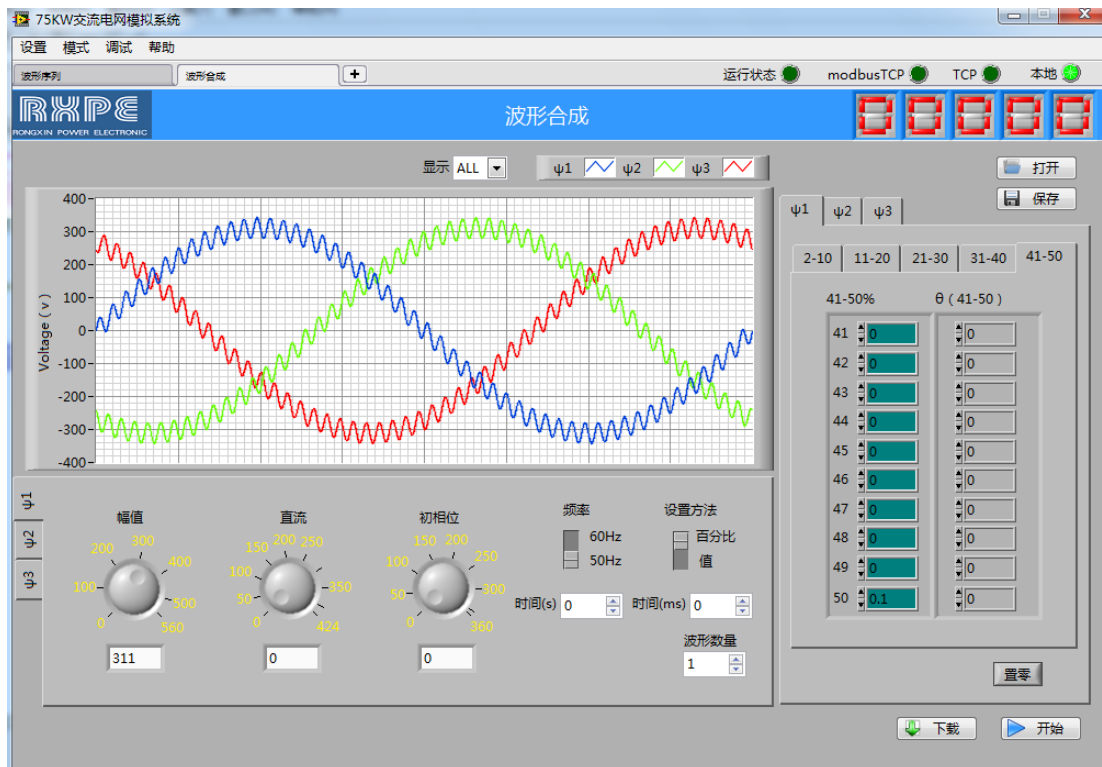 75KW交流电网模拟系统
设置 模式 调试 帮助
波形序列 波形合成 + 运行状态 modbusTCP TCP 本地
RXPE
RONGXIN POWER ELECTRONIC
波形合成
8 8 8 8 8
显示 ALL ψ1 ψ2 ψ3
打开
保存
Voltage ( v )
400
300
200
100
0
-100
-200
-300
-400
ψ1 ψ2 ψ3
2-10 11-20 21-30 31-40 41-50
41-50% θ ( 41-50 )
41 0 0
42 0 0
43 0 0
44 0 0
45 0 0
46 0 0
47 0 0
48 0 0
49 0 0
50 0.1 0
置零
ψ1
ψ2
ψ3
幅值
0 100 200 300 400 500 560
311
直流
0 50 100 150 200 250 350 424
0
初相位
0 50 150 200 250 300 360
0
频率
60Hz
50Hz
设置方法
百分比
值
时间(s) 0 时间(ms) 0
波形数量
1
下载 开始